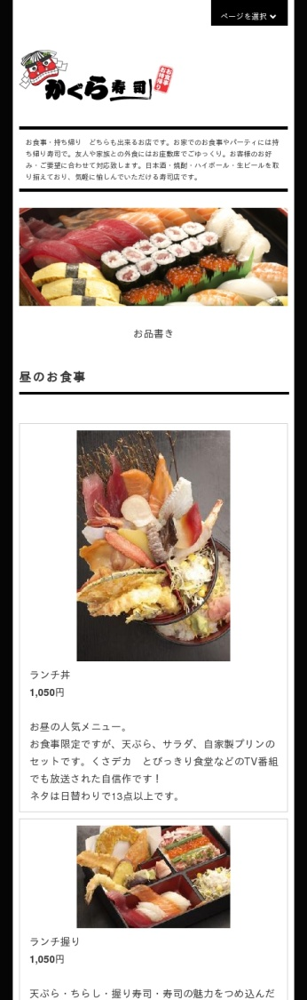 ページを選択
かぐら寿司
お食事
お持帰り
お食事・持ち帰り　どちらも出来るお店です。お家でのお食事やパーティには持
ち帰り寿司で。友人や家族との外食にはお座敷席でごゆっくり。お客様のお好
み・ご要望に合わせて対応致します。日本酒・焼酎・ハイボール・生ビールを取
り揃えており、気軽に愉しんでいただける寿司店です。
お品書き
昼のお食事
ランチ丼
1,050円
お昼の人気メニュー。
お食事限定ですが、天ぷら、サラダ、自家製プリンの
セットです。くさデカ　とびっきり食堂などのTV番組
でも放送された自信作です！
ネタは日替わりで13点以上です。
ランチ握り
1,050円
天ぷら・ちらし・握り寿司・寿司の魅力をつめ込んだ